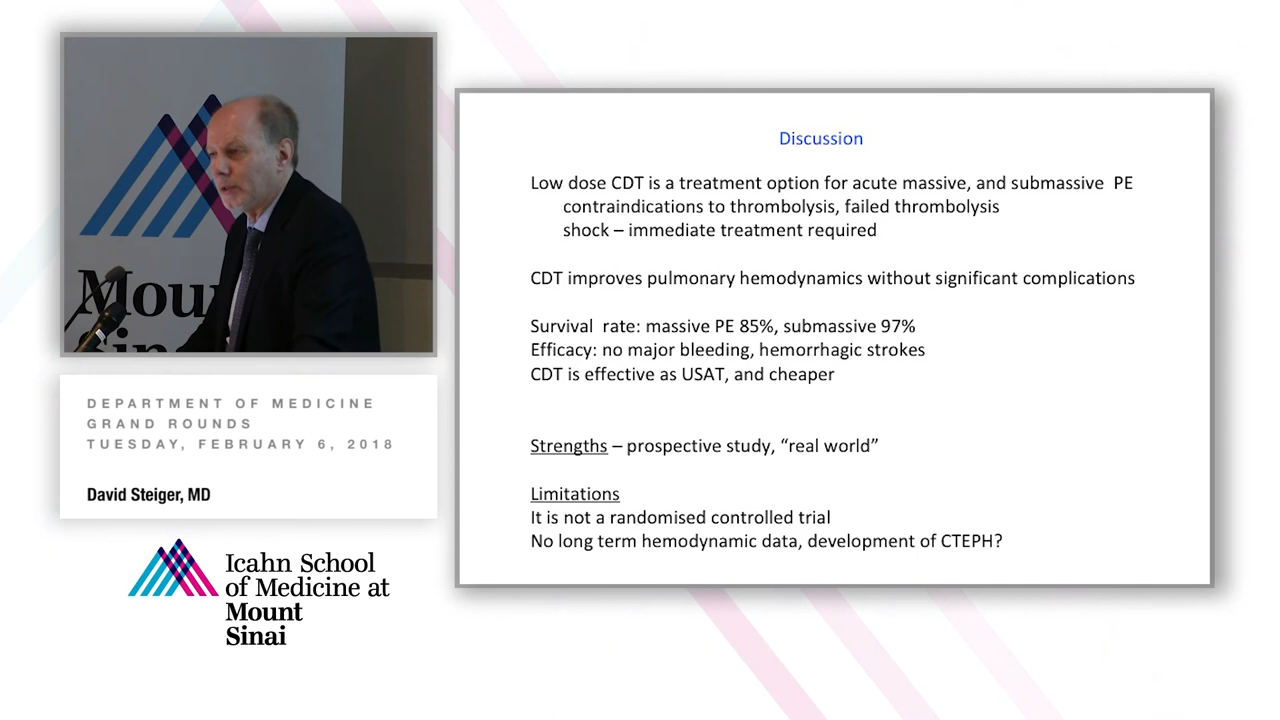 Mount
Sinai
DEPARTMENT OF MEDICINE
GRAND ROUNDS
TUESDAY, FEBRUARY 6, 2018
David Steiger, MD
Icahn School
of Medicine at
Mount
Sinai
Discussion
Low dose CDT is a treatment option for acute massive, and submassive PE
contraindications to thrombolysis, failed thrombolysis
shock – immediate treatment required
CDT improves pulmonary hemodynamics without significant complications
Survival rate: massive PE 85%, submassive 97%
Efficacy: no major bleeding, hemorrhagic strokes
CDT is effective as USAT, and cheaper
Strengths – prospective study, “real world”
Limitations
It is not a randomised controlled trial
No long term hemodynamic data, development of CTEPH?